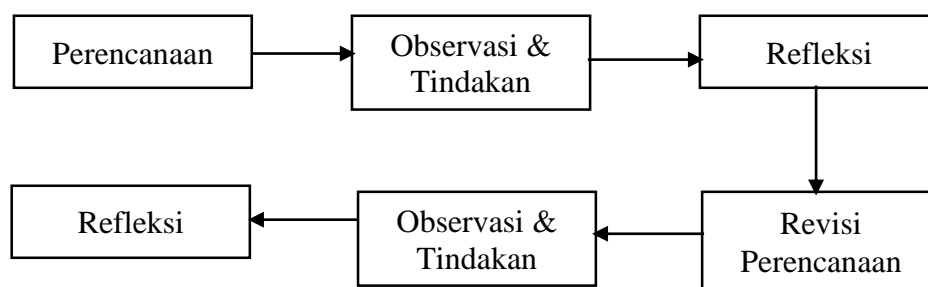 Perencanaan
Observasi &
Tindakan
Refleksi
Refleksi
Observasi &
Tindakan
Revisi
Perencanaan